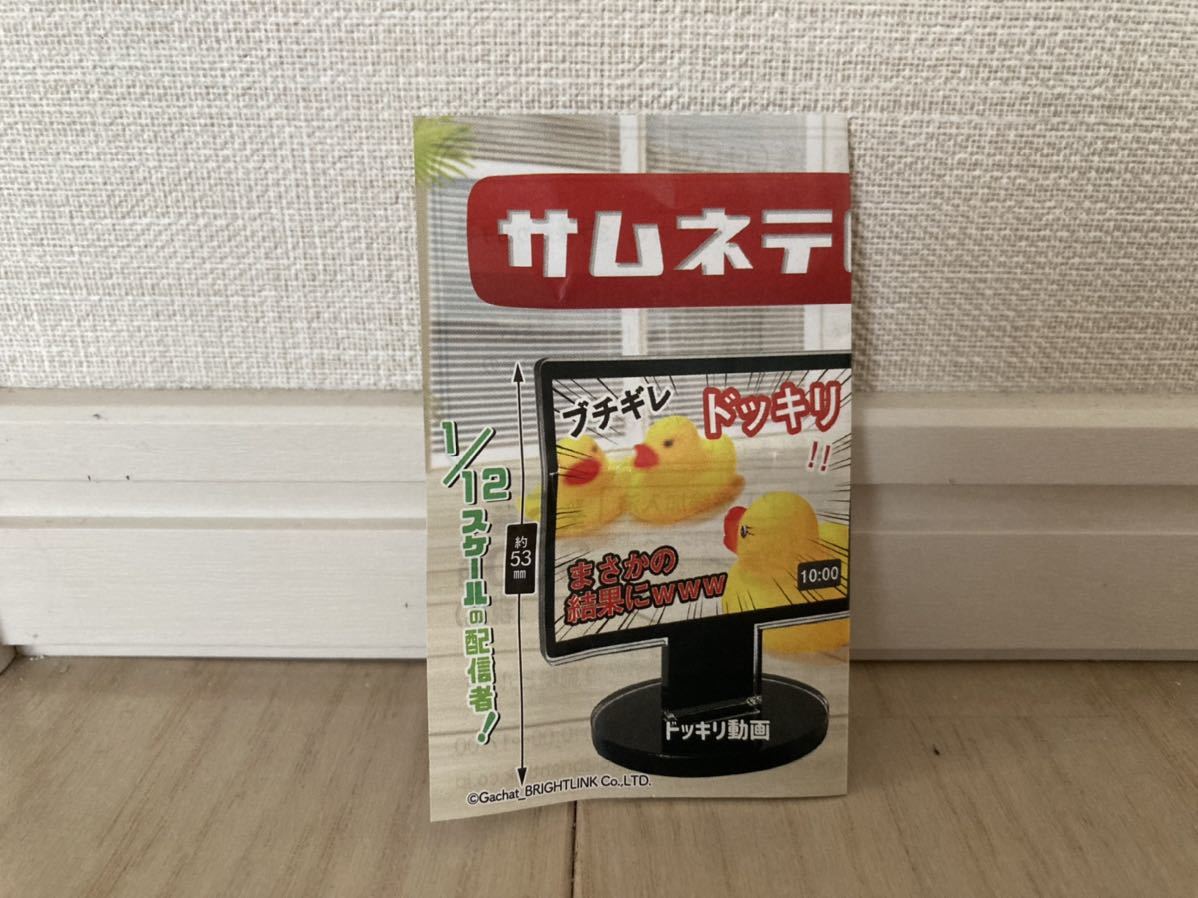 サムネテ
ブチギレ
ドッキリ
!!
1/12スケールの配信者!
約
53
mm
まさかの
結果にwww
10:00
ドッキリ動画
©Gachat_BRIGHTLINK Co.,LTD.